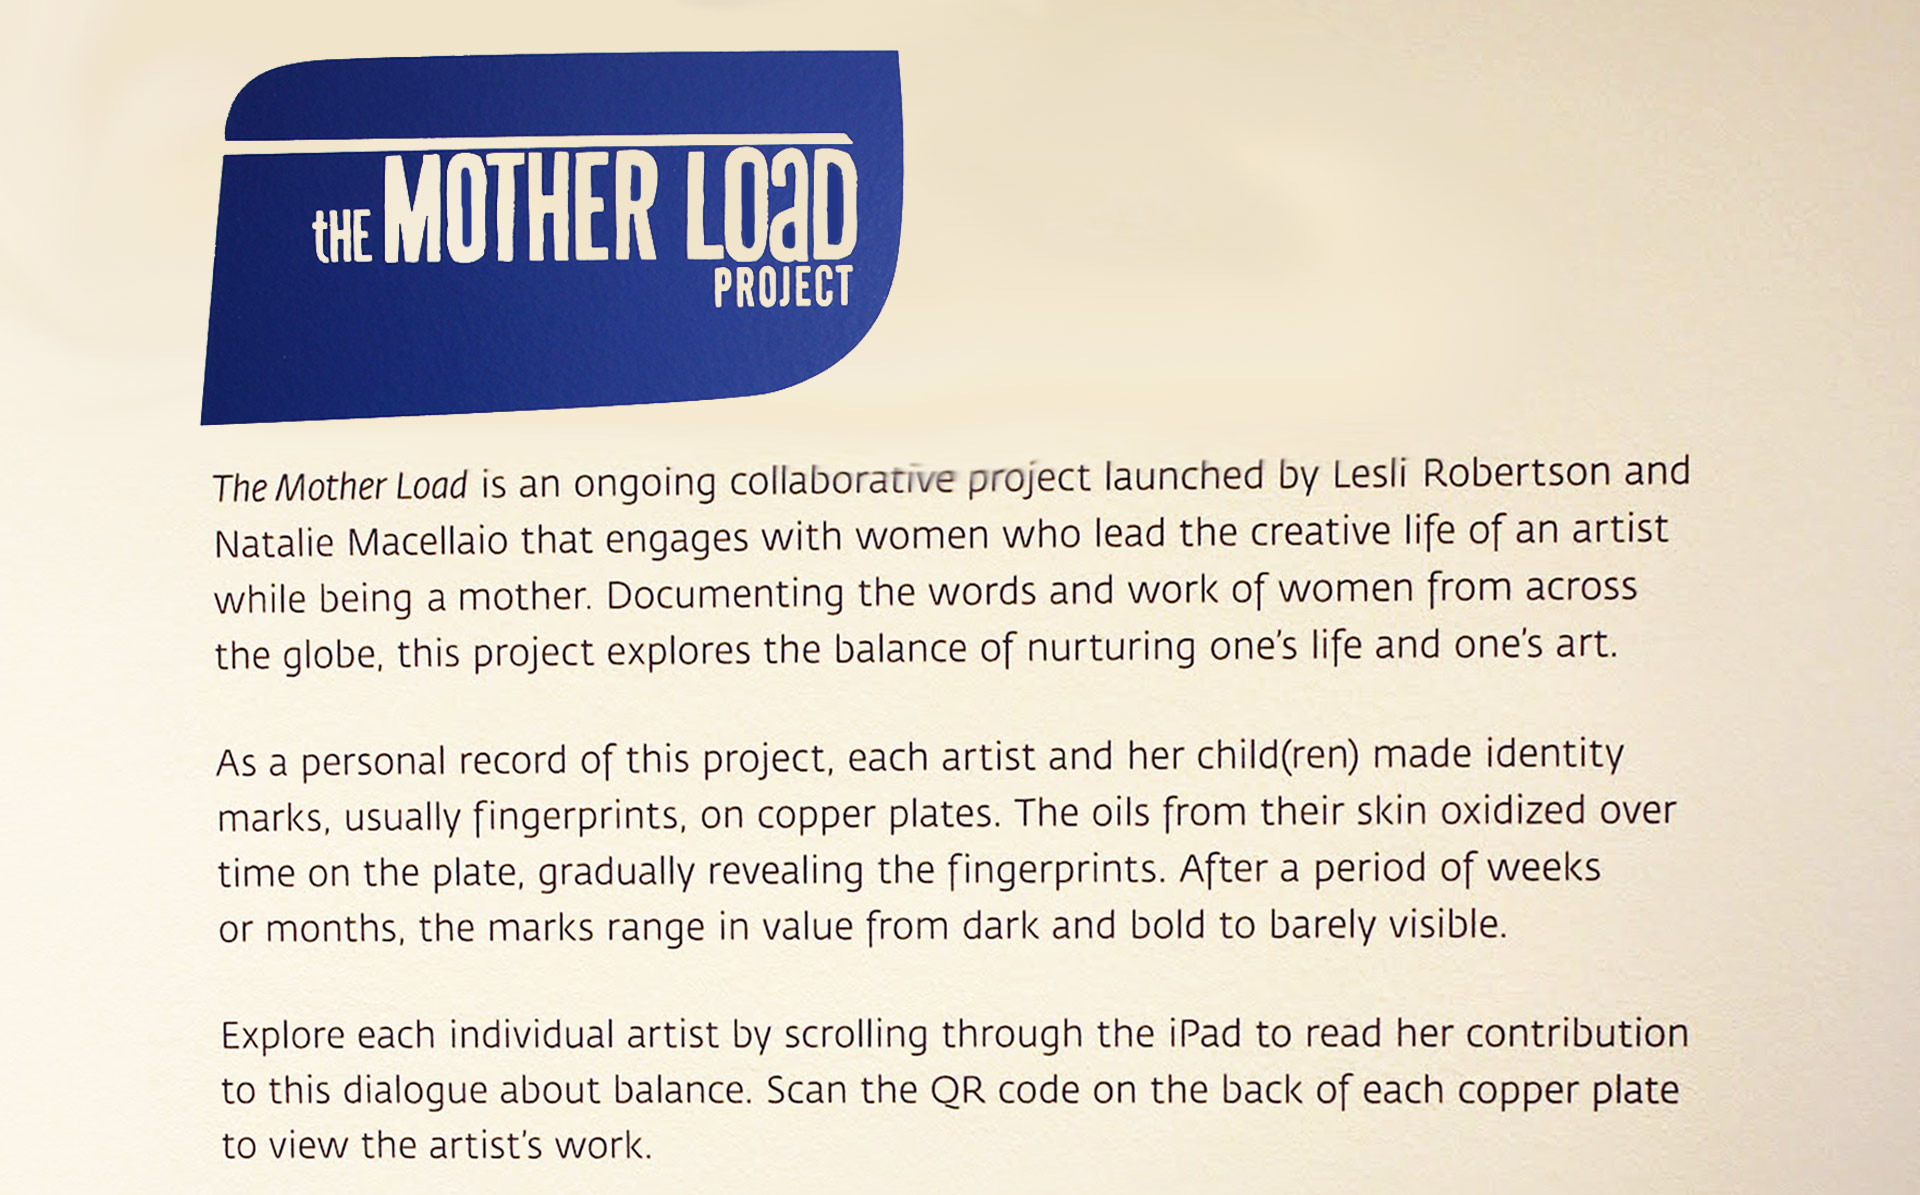 tHE MOTHER LOaD
PROJECT
The Mother Load is an ongoing collaborative project launched by Lesli Robertson and
Natalie Macellaio that engages with women who lead the creative life of an artist
while being a mother. Documenting the words and work of women from across
the globe, this project explores the balance of nurturing one’s life and one’s art.
As a personal record of this project, each artist and her child(ren) made identity
marks, usually fingerprints, on copper plates. The oils from their skin oxidized over
time on the plate, gradually revealing the fingerprints. After a period of weeks
or months, the marks range in value from dark and bold to barely visible.
Explore each individual artist by scrolling through the iPad to read her contribution
to this dialogue about balance. Scan the QR code on the back of each copper plate
to view the artist’s work.